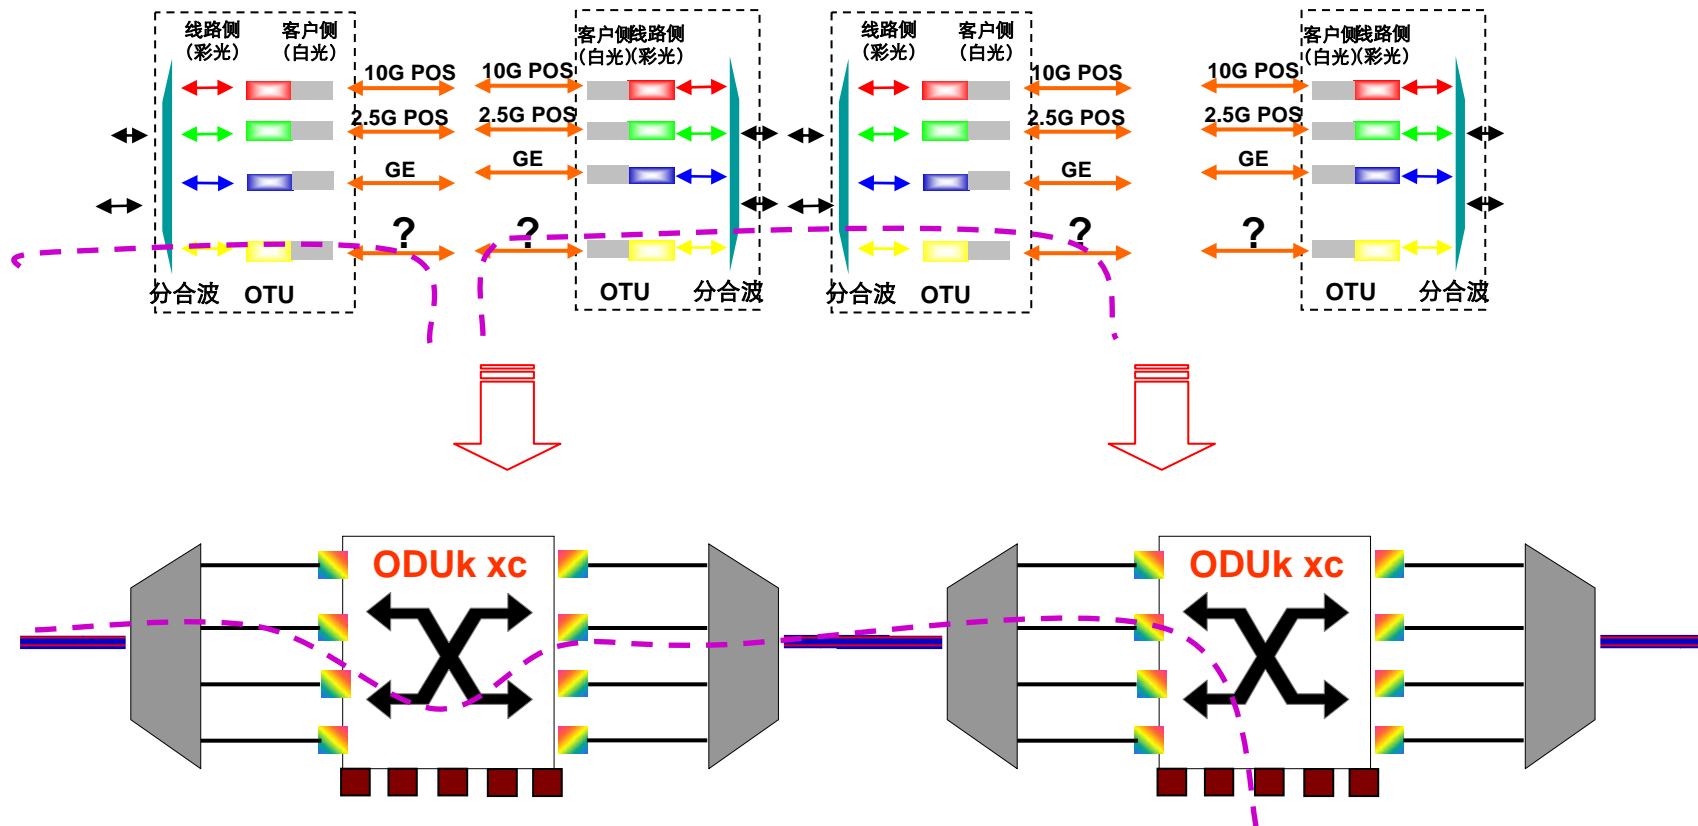 线路侧
(彩光)
客户侧
(白光)
10G POS
2.5G POS
GE
?
分合波
OTU
客户侧
(白光)
线路侧
(彩光)
10G POS
2.5G POS
GE
?
OTU
分合波
线路侧
(彩光)
客户侧
(白光)
10G POS
2.5G POS
GE
?
分合波
OTU
客户侧
(白光)
线路侧
(彩光)
10G POS
2.5G POS
GE
?
OTU
分合波
ODUk xc
ODUk xc